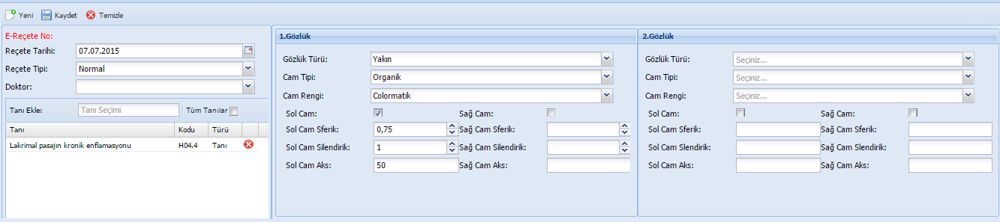 Yeni Kaydet Temizle
E-Reçete No:
Reçete Tarihi: 07.07.2015
Reçete Tipi: Normal
Doktor:
Tanı Ekle: Tanı Seçimi Tüm Tanılar
Tanı Kodu Türü
Lakrimal pasajın kronik enflamasyonu H04.4 Tanı
1.Gözlük
Gözlük Türü: Yakın
Cam Tipi: Organik
Cam Rengi: Colormatik
Sol Cam: Sağ Cam:
Sol Cam Sferik: 0,75 Sağ Cam Sferik:
Sol Cam Silendirik: 1 Sağ Cam Silendirik:
Sol Cam Aks: 50 Sağ Cam Aks:
2.Gözlük
Gözlük Türü: Seçiniz...
Cam Tipi: Seçiniz...
Cam Rengi: Seçiniz...
Sol Cam: Sağ Cam:
Sol Cam Sferik: Sağ Cam Sferik:
Sol Cam Slendirik: Sağ Cam Slendirik:
Sol Cam Aks: Sağ Cam Aks: